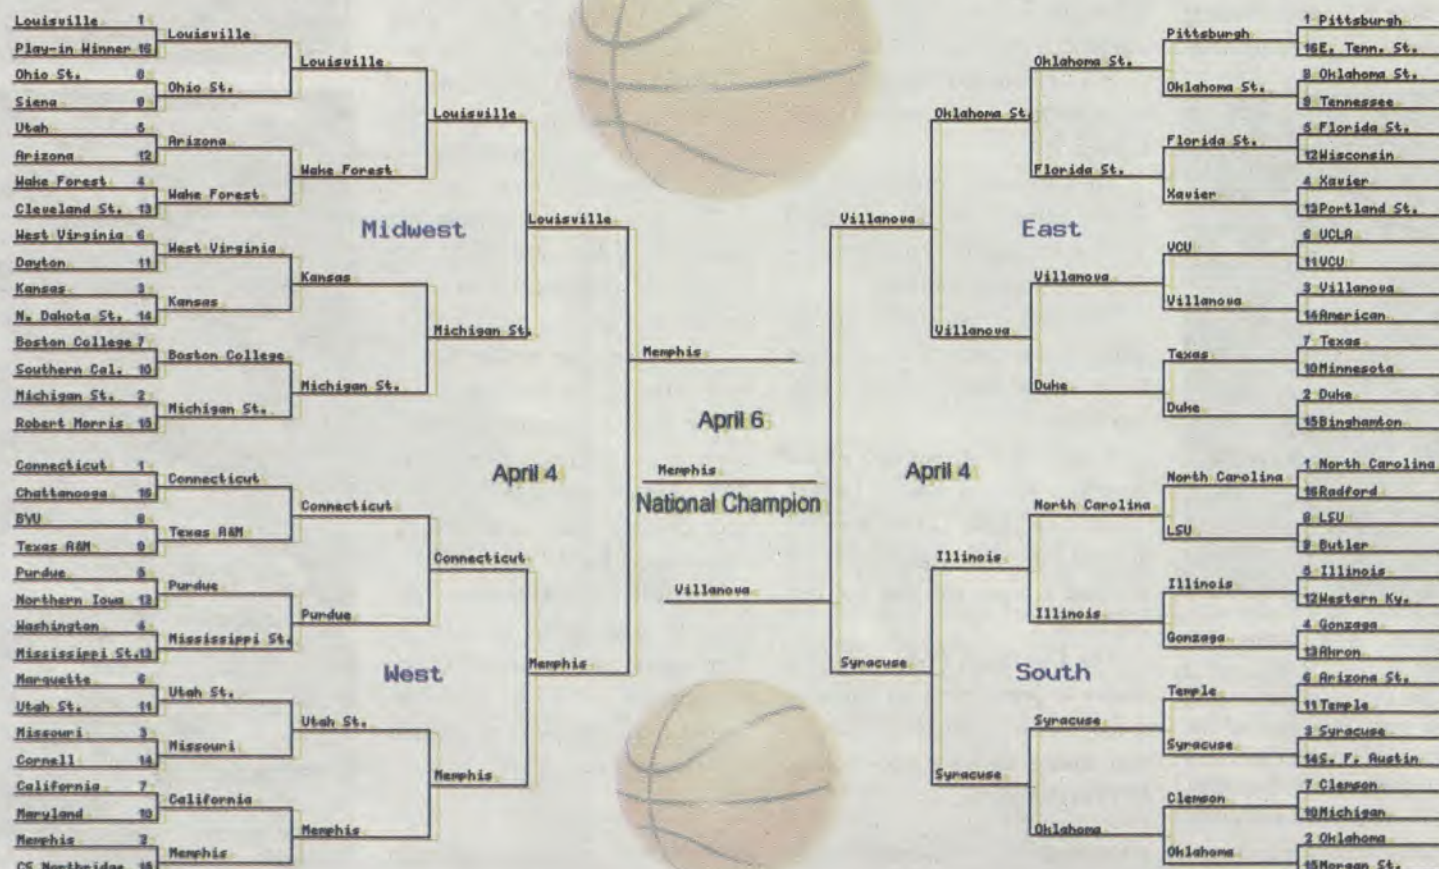 Louisville 1
Play-in Winner 16
Ohio St. 8
Siena 9
Utah 5
Arizona 12
Wake Forest 4
Cleveland St. 13
West Virginia 6
Dayton 11
Kansas 3
N. Dakota St. 14
Boston College 7
Southern Cal. 10
Michigan St. 2
Robert Morris 15
Louisville
Ohio St.
Arizona
Wake Forest
West Virginia
Kansas
Boston College
Michigan St.
Louisville
Wake Forest
Kansas
Michigan St.
Louisville
Michigan St.
Louisville
Midwest
Connecticut 1
Chattanooga 16
BYU 8
Texas A&M 9
Purdue 5
Northern Iowa 12
Washington 4
Mississippi St. 13
Marquette 6
Utah St. 11
Missouri 3
Cornell 14
California 7
Maryland 10
Memphis 2
CS Northridge 15
Connecticut
Texas A&M
Purdue
Mississippi St.
Utah St.
Missouri
California
Memphis
Connecticut
Purdue
Utah St.
Memphis
Connecticut
Memphis
Memphis
West
April 4
Memphis
April 6
Memphis
National Champion
Villanova
April 4
Villanova
East
Oklahoma St.
Villanova
Oklahoma St.
Florida St.
Villanova
Duke
Pittsburgh
Oklahoma St.
Florida St.
Xavier
VCU
Villanova
Texas
Duke
1 Pittsburgh
16 E. Tenn. St.
8 Oklahoma St.
9 Tennessee
5 Florida St.
12 Wisconsin
4 Xavier
13 Portland St.
6 UCLA
11 VCU
3 Villanova
14 American
7 Texas
10 Minnesota
2 Duke
15 Binghamton
Syracuse
South
Illinois
Syracuse
North Carolina
Illinois
Syracuse
Oklahoma
North Carolina
LSU
Illinois
Gonzaga
Temple
Syracuse
Clemson
Oklahoma
1 North Carolina
16 Radford
8 LSU
9 Butler
5 Illinois
12 Western Ky.
4 Gonzaga
13 Akron
6 Arizona St.
11 Temple
3 Syracuse
14 S. F. Austin
7 Clemson
10 Michigan
2 Oklahoma
15 Morgan St.